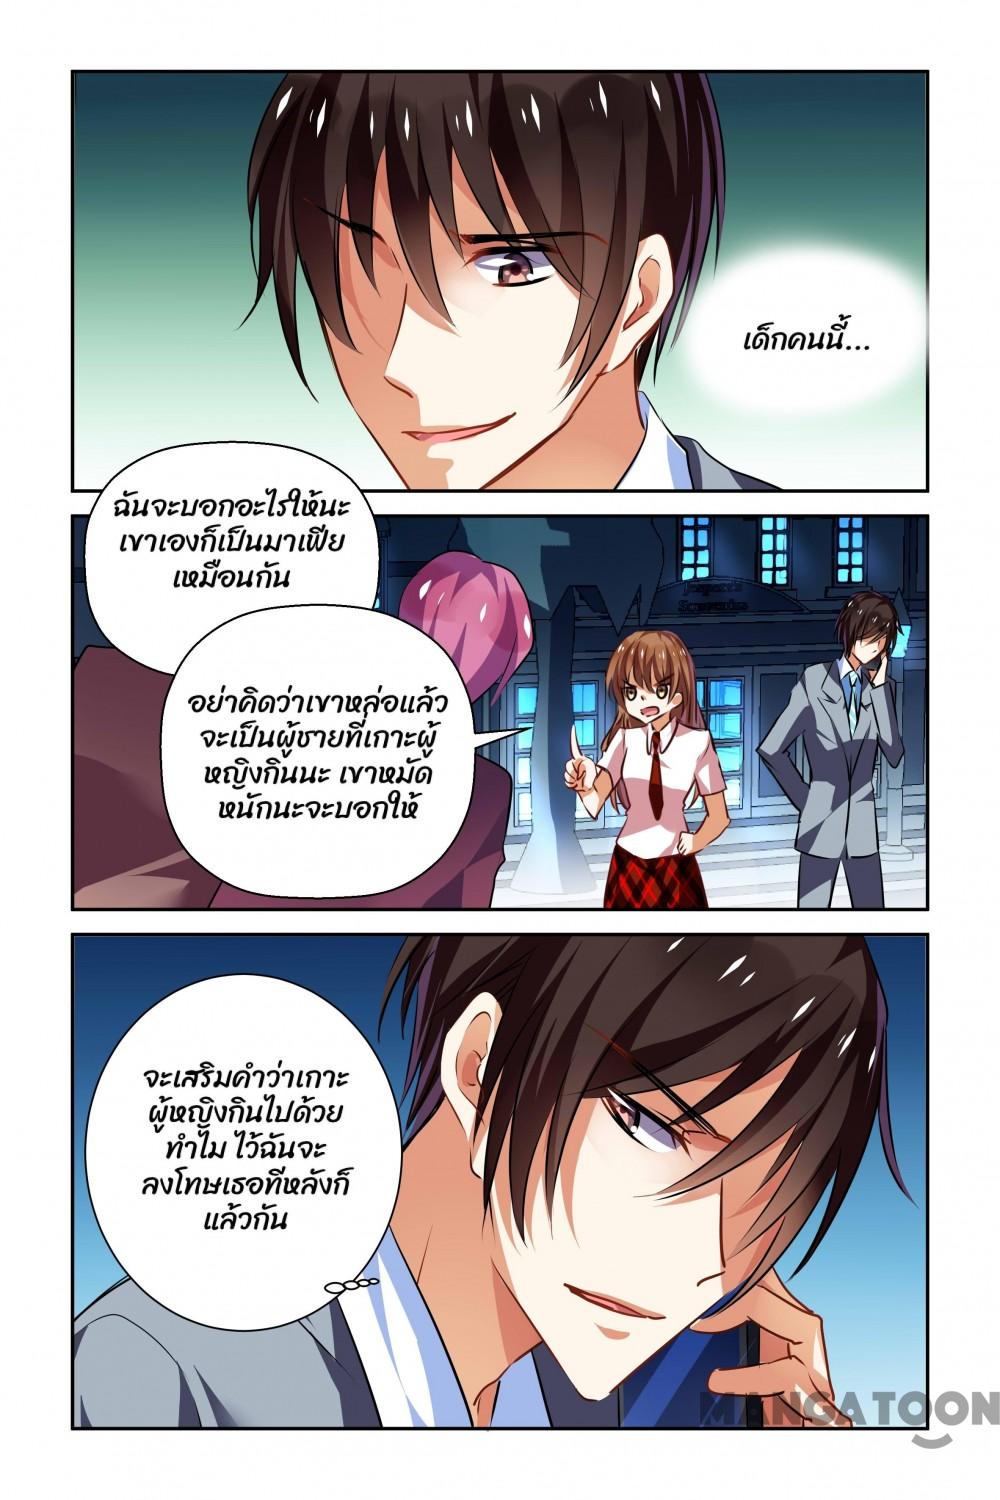 เด็กคนนี้...
ฉันจะบอกอะไรให้นะ
เขาเองก็เป็นมาเฟีย
เหมือนกัน
อย่าคิดว่าเขาหล่อแล้ว
จะเป็นผู้ชายที่เกาะผู้
หญิงกินนะ เขาหมัด
หนักนะจะบอกให้
จะเสริมคำว่าเกาะ
ผู้หญิงกินไปด้วย
ทำไม ไว้ฉันจะ
ลงโทษเธอทีหลังก็
แล้วกัน
MANGATOON